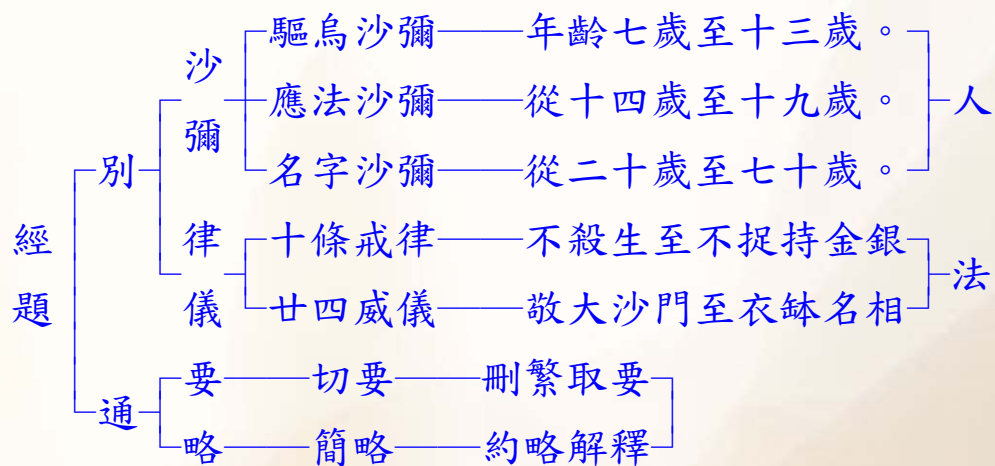 經題
別
沙彌
驅烏沙彌——年齡七歲至十三歲。
應法沙彌——從十四歲至十九歲。
名字沙彌——從二十歲至七十歲。
人
律儀
十條戒律——不殺生至不捉持金銀
廿四威儀——敬大沙門至衣缽名相
法
通
要——切要——刪繁取要
略——簡略——約略解釋